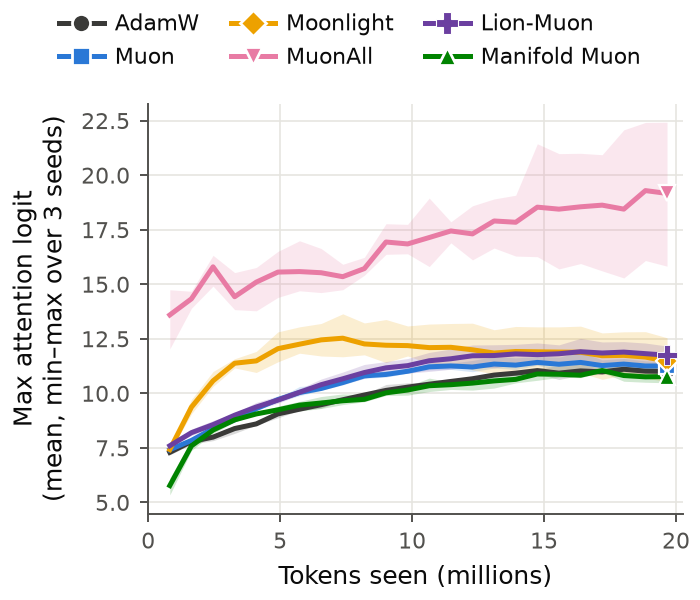 AdamW Moonlight Lion-Muon
Muon MuonAll Manifold Muon
Max attention logit
(mean, min–max over 3 seeds)
22.5
20.0
17.5
15.0
12.5
10.0
7.5
5.0
0 5 10 15 20
Tokens seen (millions)